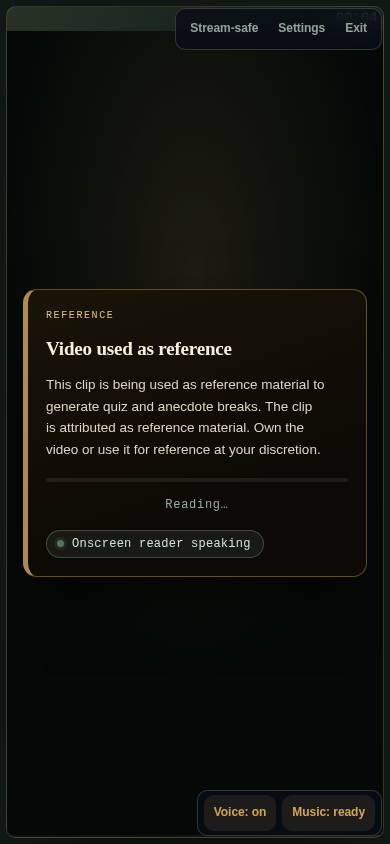 Stream-safe Settings Exit
REFERENCE
Video used as reference
This clip is being used as reference material to
generate quiz and anecdote breaks. The clip
is attributed as reference material. Own the
video or use it for reference at your discretion.
Reading…
Onscreen reader speaking
Voice: on Music: ready